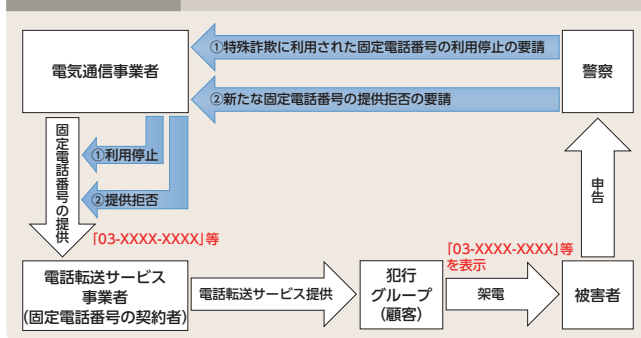 ①特殊詐欺に利用された固定電話番号の利用停止の要請
電気通信事業者
警察
②新たな固定電話番号の提供拒否の要請
固定電話番号の提供
①利用停止
②提供拒否
申告
「03-XXXX-XXXX」等
「03-XXXX-XXXX」等
を表示
電話転送サービス
事業者
(固定電話番号の契約者)
電話転送サービス提供
犯行
グループ
(顧客)
架電
被害者